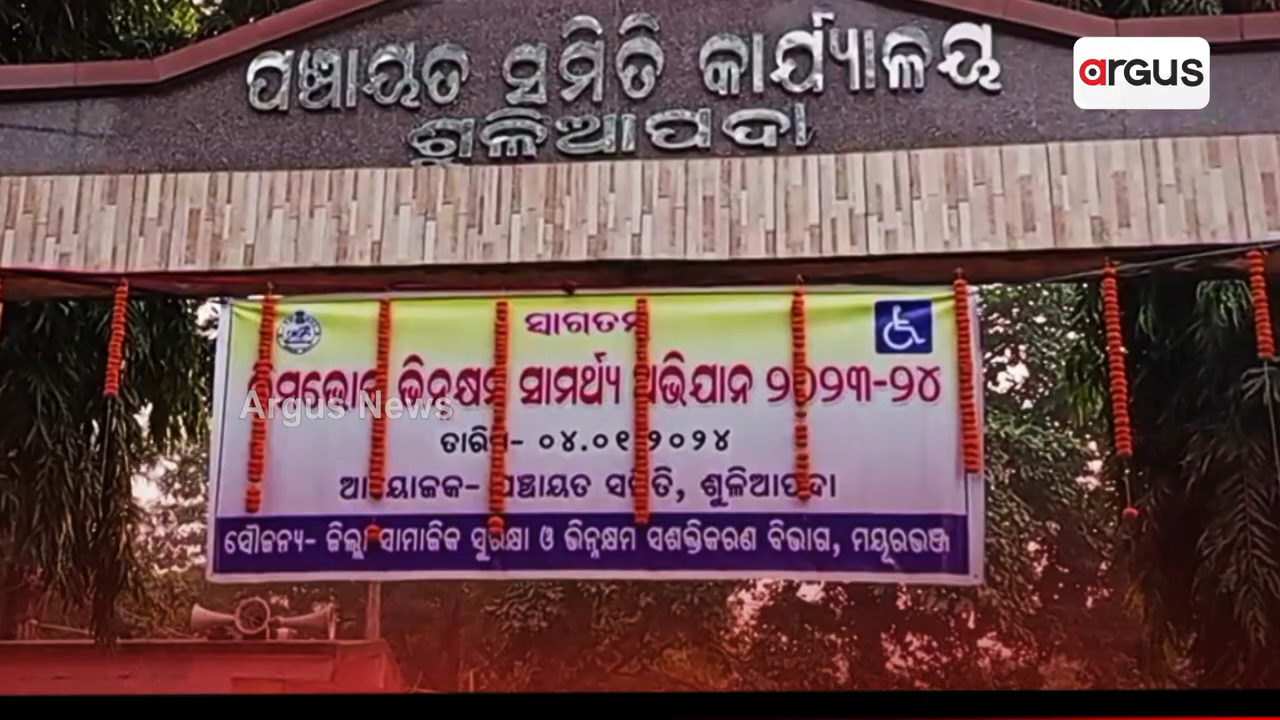 ପଞ୍ଚାୟତ ସମିତି କାର୍ଯ୍ୟାଳୟ
ଶୁଳିଆପଦା
argus
ସାଗତମ
ଭିନ୍ନକ୍ଷମ ସାମର୍ଥ୍ୟ ଅଭିଯାନ ୨୦୨୩-୨୪
Argus News
ତାରିଖ- ୦୪.୦୧.୨୦୨୪
ଆୟୋଜକ- ପଞ୍ଚାୟତ ସମିତି, ଶୁଳିଆପଦା
ସୌଜନ୍ୟ- ଜିଲ୍ଲା ସାମାଜିକ ସୁରକ୍ଷା ଓ ଭିନ୍ନକ୍ଷମ ସଶକ୍ତିକରଣ ବିଭାଗ, ମୟୂରଭଞ୍ଜ